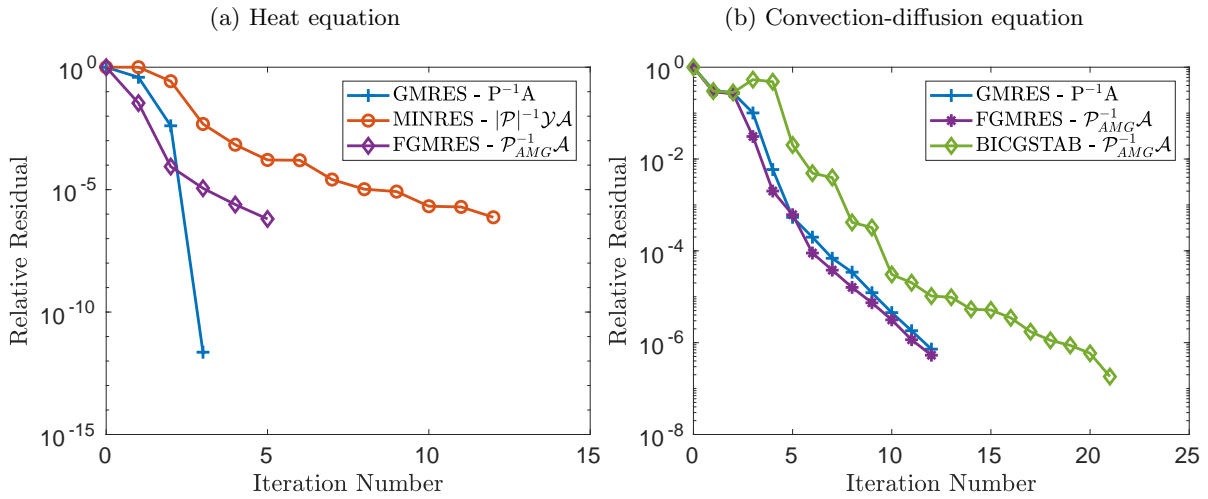 (a) Heat equation
10^0
10^-5
10^-10
10^-15
0
5
10
15
Relative Residual
Iteration Number
GMRES - P^-1A
MINRES - |𝒫|^-1𝒴𝒜
FGMRES - 𝒫_AMG^-1𝒜
(b) Convection-diffusion equation
10^0
10^-2
10^-4
10^-6
10^-8
0
5
10
15
20
25
Relative Residual
Iteration Number
GMRES - P^-1A
FGMRES - 𝒫_AMG^-1𝒜
BICGSTAB - 𝒫_AMG^-1𝒜